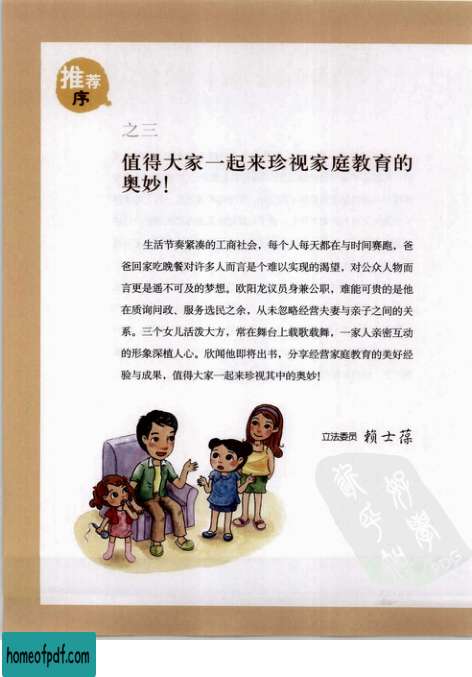 推荐
序
之三
值得大家一起来珍视家庭教育的
奥妙!
生活节奏紧凑的工商社会，每个人每天都在与时间赛跑，爸
爸回家吃晚餐对许多人而言是个难以实现的渴望，对公众人物而
言更是遥不可及的梦想。欧阳龙议员身兼公职，难能可贵的是他
在质询问政、服务选民之余，从未忽略经营夫妻与亲子之间的关
系。三个女儿活泼大方，常在舞台上载歌载舞，一家人亲密互动
的形象深植人心。欣闻他即将出书，分享经营家庭教育的美好经
验与成果，值得大家一起来珍视其中的奥妙!
立法委员 赖士葆
PDG
homeofpdf.com